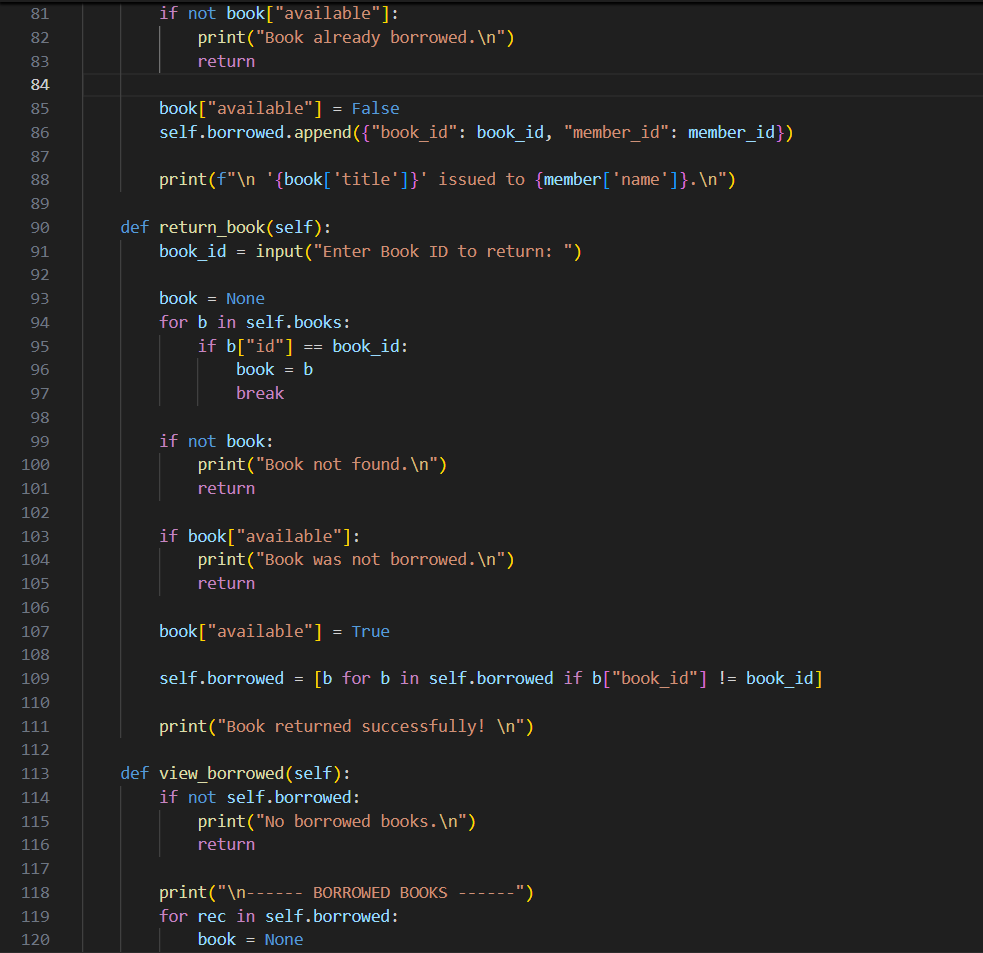 81 if not book["available"]:
82 print("Book already borrowed.\n")
83 return
84
85 book["available"] = False
86 self.borrowed.append({"book_id": book_id, "member_id": member_id})
87
88 print(f"\n '{book['title']}' issued to {member['name']}.\n")
89
90 def return_book(self):
91 book_id = input("Enter Book ID to return: ")
92
93 book = None
94 for b in self.books:
95 if b["id"] == book_id:
96 book = b
97 break
98
99 if not book:
100 print("Book not found.\n")
101 return
102
103 if book["available"]:
104 print("Book was not borrowed.\n")
105 return
106
107 book["available"] = True
108
109 self.borrowed = [b for b in self.borrowed if b["book_id"] != book_id]
110
111 print("Book returned successfully! \n")
112
113 def view_borrowed(self):
114 if not self.borrowed:
115 print("No borrowed books.\n")
116 return
117
118 print("\n------ BORROWED BOOKS ------")
119 for rec in self.borrowed:
120 book = None